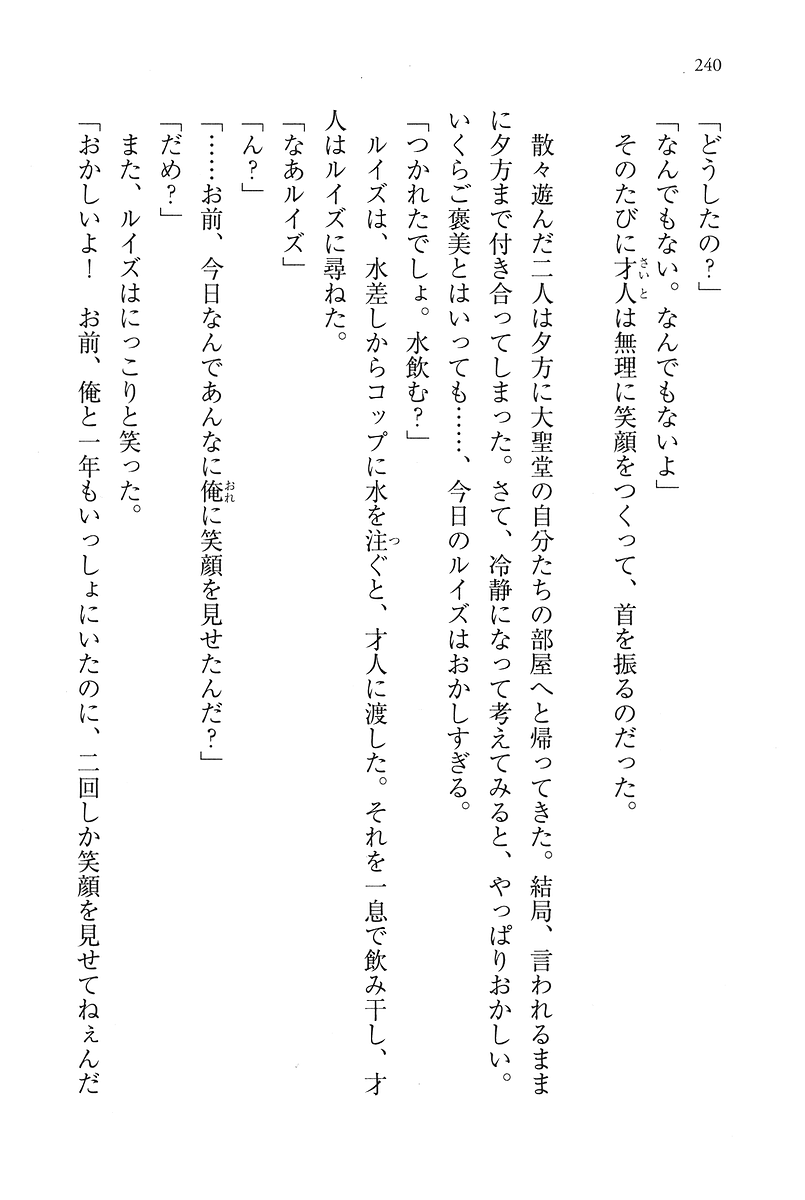 240
「どうしたの？」
「なんでもない。なんでもないよ」
　そのたびに才人は無理に笑顔をつくって、首を振るのだった。
　散々遊んだ二人は夕方に大聖堂の自分たちの部屋へと帰ってきた。結局、言われるまま
に夕方まで付き合ってしまった。さて、冷静になって考えてみると、やっぱりおかしい。
いくらご褒美とはいっても……、今日のルイズはおかしすぎる。
「つかれたでしょ。水飲む？」
　ルイズは、水差しからコップに水を注ぐと、才人に渡した。それを一息で飲み干し、才
人はルイズに尋ねた。
「なあルイズ」
「ん？」
「……お前、今日なんであんなに俺に笑顔を見せたんだ？」
「だめ？」
　また、ルイズはにっこりと笑った。
「おかしいよ！　お前、俺と一年もいっしょにいたのに、二回しか笑顔を見せてねぇんだ